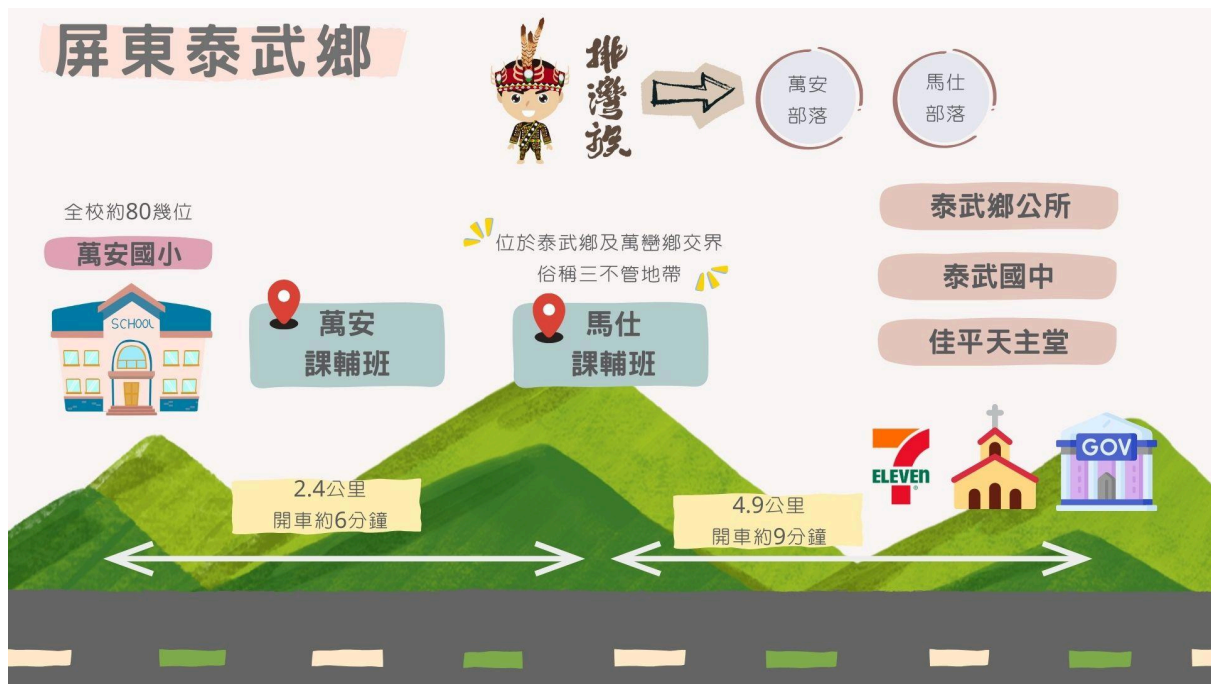 屏東泰武鄉
排灣族
萬安
部落
馬仕
部落
全校約80幾位
萬安國小
SCHOOL
萬安
課輔班
位於泰武鄉及萬巒鄉交界
俗稱三不管地帶
馬仕
課輔班
泰武鄉公所
泰武國中
佳平天主堂
7
ELEVEn
GOV
2.4公里
開車約6分鐘
4.9公里
開車約9分鐘